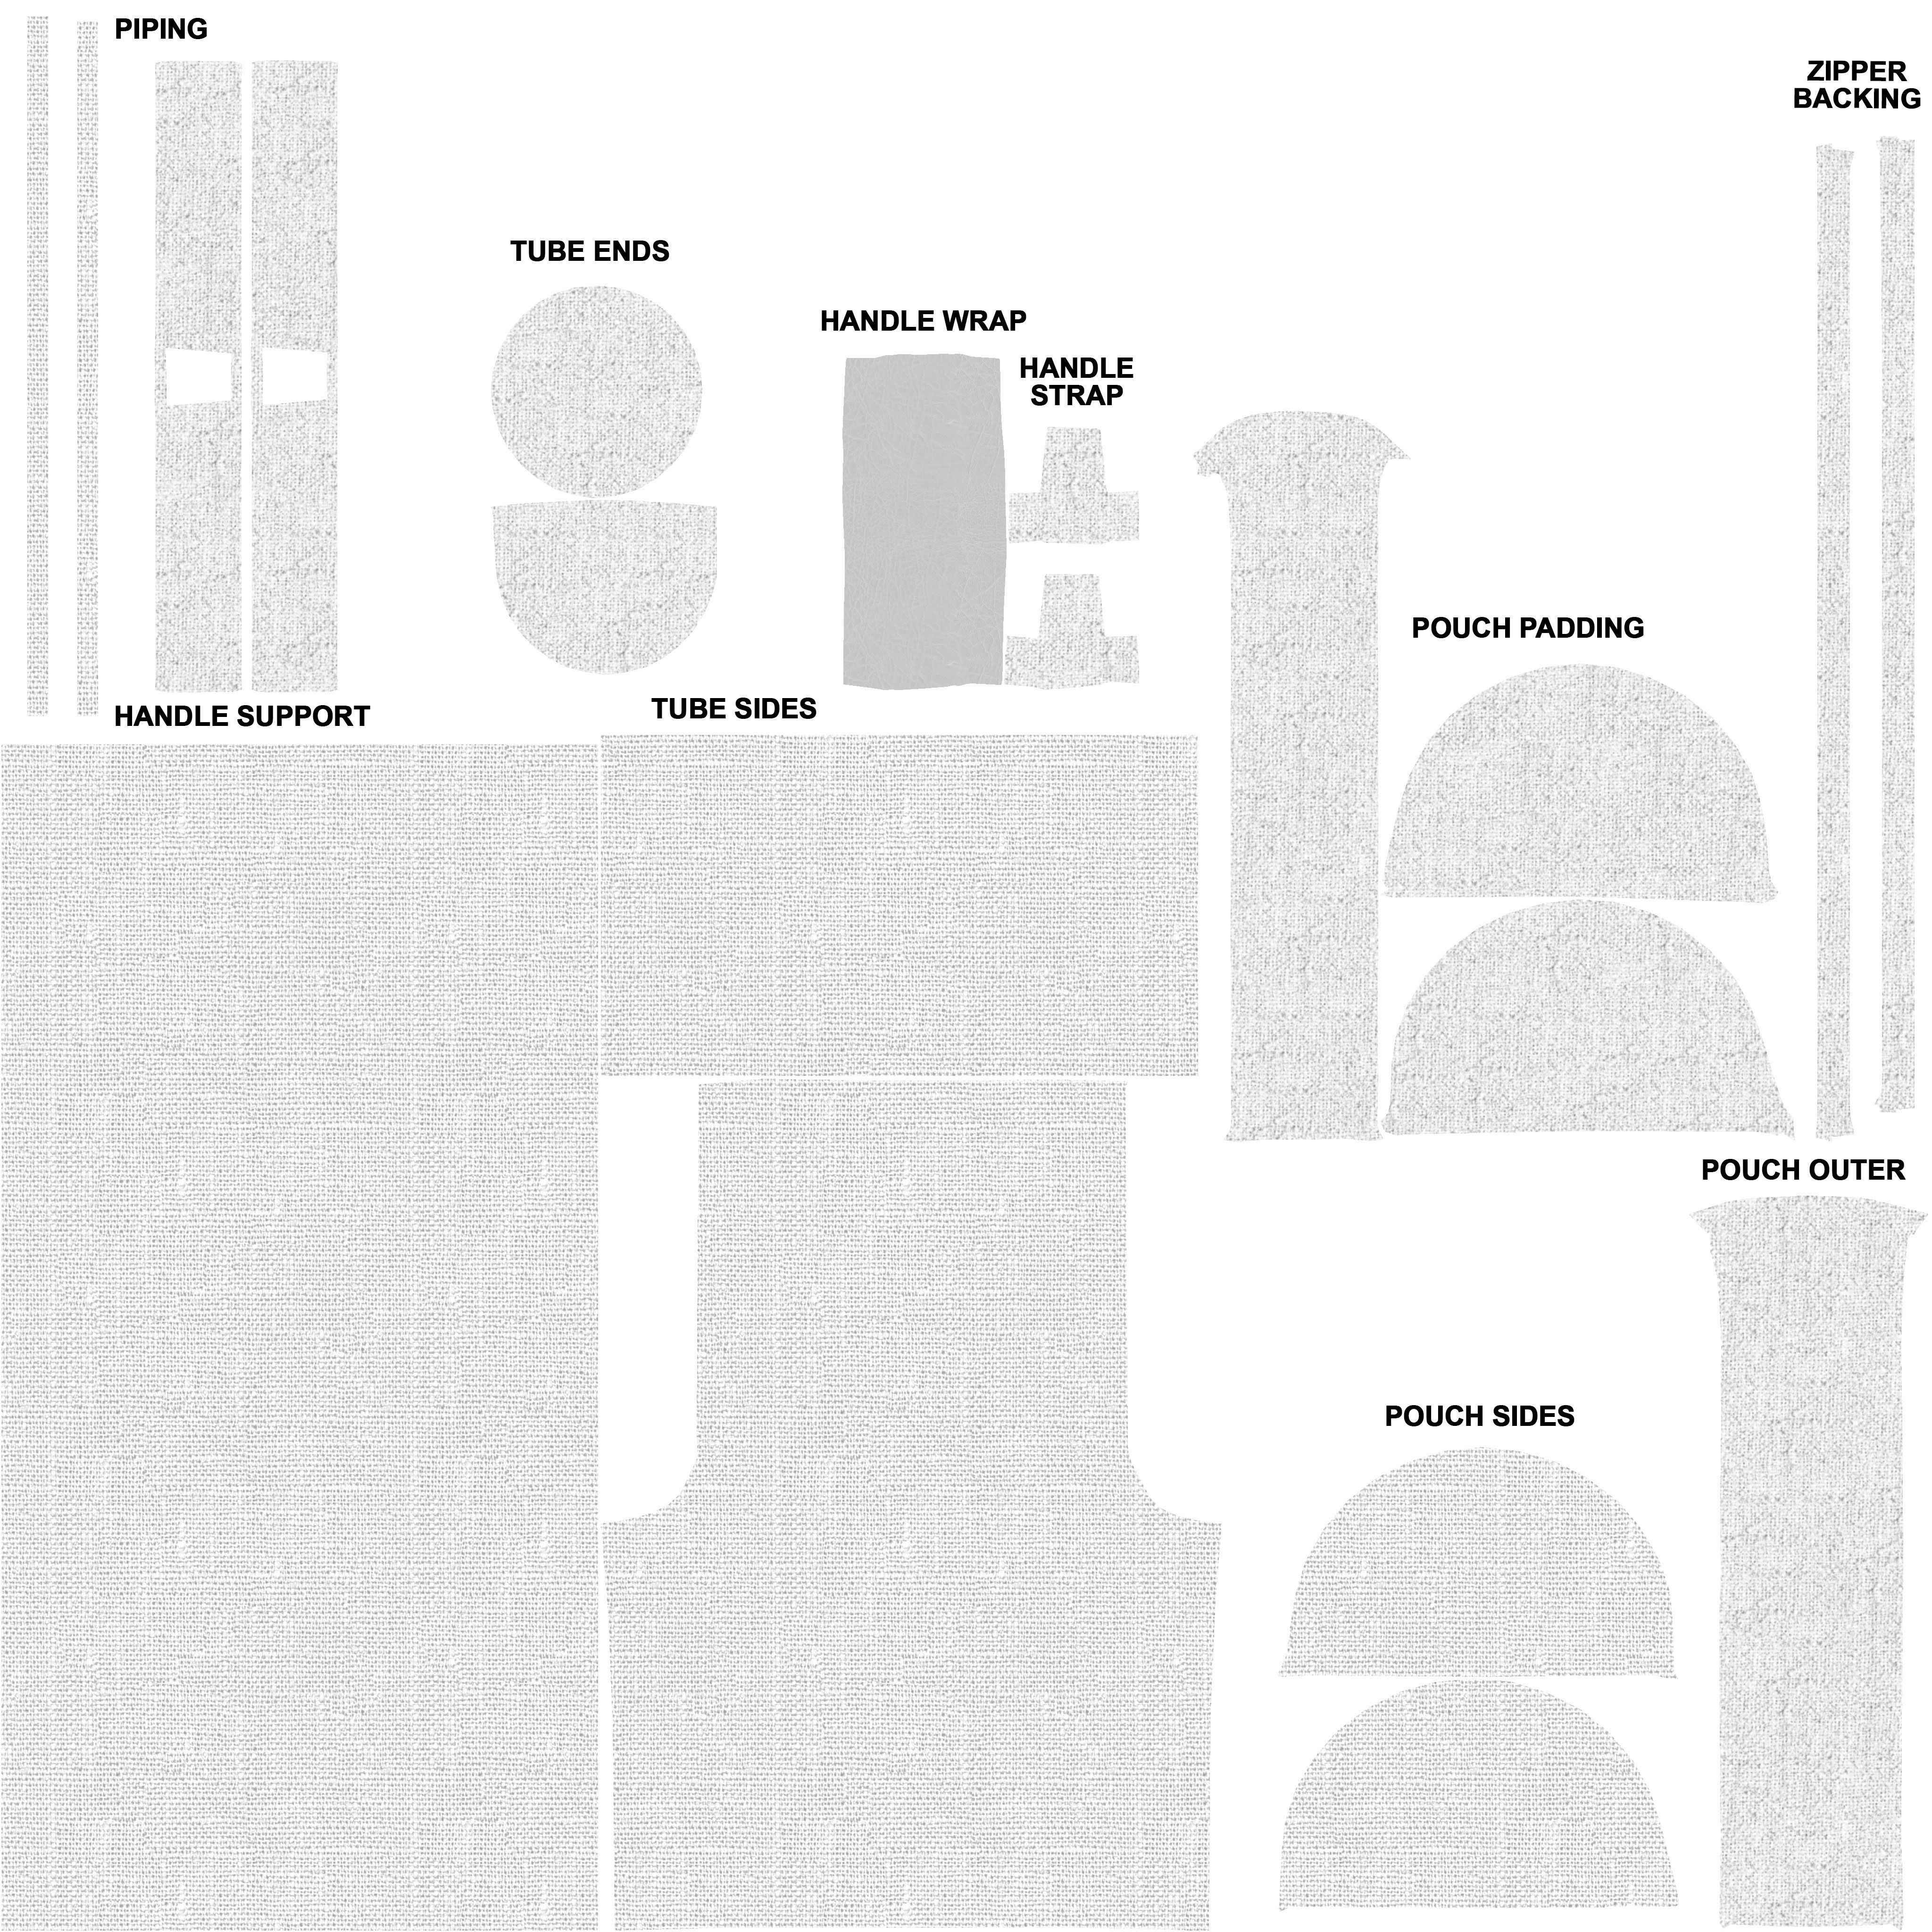 PIPING
ZIPPER
BACKING
TUBE ENDS
HANDLE WRAP
HANDLE
STRAP
POUCH PADDING
HANDLE SUPPORT
TUBE SIDES
POUCH OUTER
POUCH SIDES